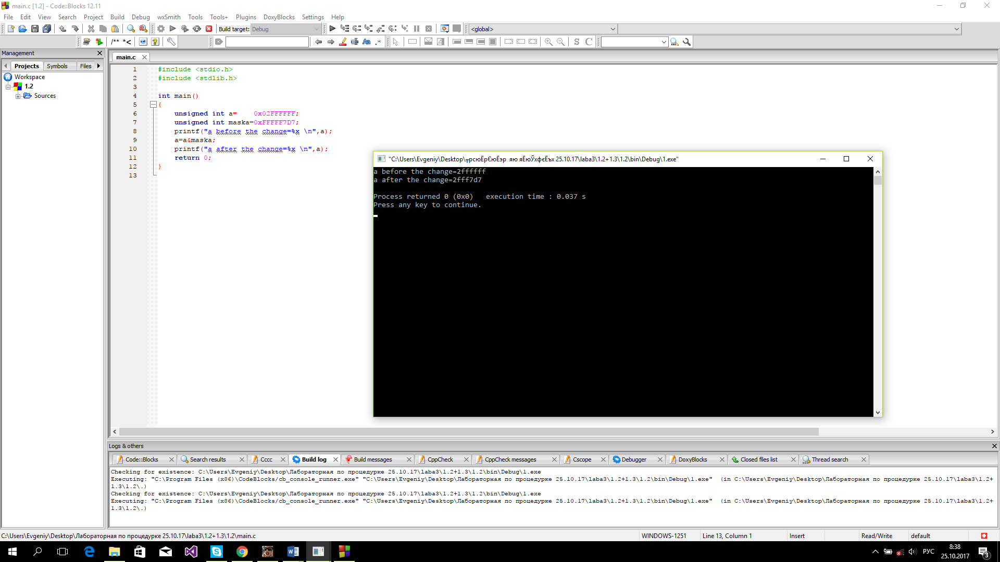 main.c [1.2] - Code::Blocks 12.11
File Edit View Search Project Build Debug wxSmith Tools Tools+ Plugins DoxyBlocks Settings Help
Build target: Debug <global>
/** *<
Aa .* S C
Management
Projects Symbols Files
Workspace
1.2
Sources
main.c
1 #include <stdio.h>
2 #include <stdlib.h>
3
4 int main()
5 {
6 unsigned int a= 0x02FFFFFF;
7 unsigned int maska=0xFFFFF7D7;
8 printf("a before the change=%x \n",a);
9 a=a&maska;
10 printf("a after the change=%x \n",a);
11 return 0;
12 }
13
"C:\Users\Evgeniy\Desktop\╦рсюЁрЄюЁэр  яю яЁюЎхфєЁъх 25.10.17\laba3\1.2+1.3\1.2\bin\Debug\1.exe"
a before the change=2ffffff
a after the change=2fff7d7
Process returned 0 (0x0) execution time : 0.037 s
Press any key to continue.
Logs & others
Code::Blocks Search results Cccc Build log Build messages CppCheck CppCheck messages Cscope Debugger DoxyBlocks Closed files list Thread search
Checking for existence: C:\Users\Evgeniy\Desktop\Лабораторная по процедурке 25.10.17\laba3\1.2+1.3\1.2\bin\Debug\1.exe
Executing: "C:\Program Files (x86)\CodeBlocks/cb_console_runner.exe" "C:\Users\Evgeniy\Desktop\Лабораторная по процедурке 25.10.17\laba3\1.2+1.3\1.2\bin\Debug\1.exe" (in C:\Users\Evgeniy\Desktop\Лабораторная по процедурке 25.10.17\laba3\1.2+
1.3\1.2\.)
Checking for existence: C:\Users\Evgeniy\Desktop\Лабораторная по процедурке 25.10.17\laba3\1.2+1.3\1.2\bin\Debug\1.exe
Executing: "C:\Program Files (x86)\CodeBlocks/cb_console_runner.exe" "C:\Users\Evgeniy\Desktop\Лабораторная по процедурке 25.10.17\laba3\1.2+1.3\1.2\bin\Debug\1.exe" (in C:\Users\Evgeniy\Desktop\Лабораторная по процедурке 25.10.17\laba3\1.2+
1.3\1.2\.)
C:\Users\Evgeniy\Desktop\Лабораторная по процедурке 25.10.17\laba3\1.2+1.3\1.2\main.c WINDOWS-1251 Line 13, Column 1 Insert Read/Write default
РУС 8:38
25.10.2017 3